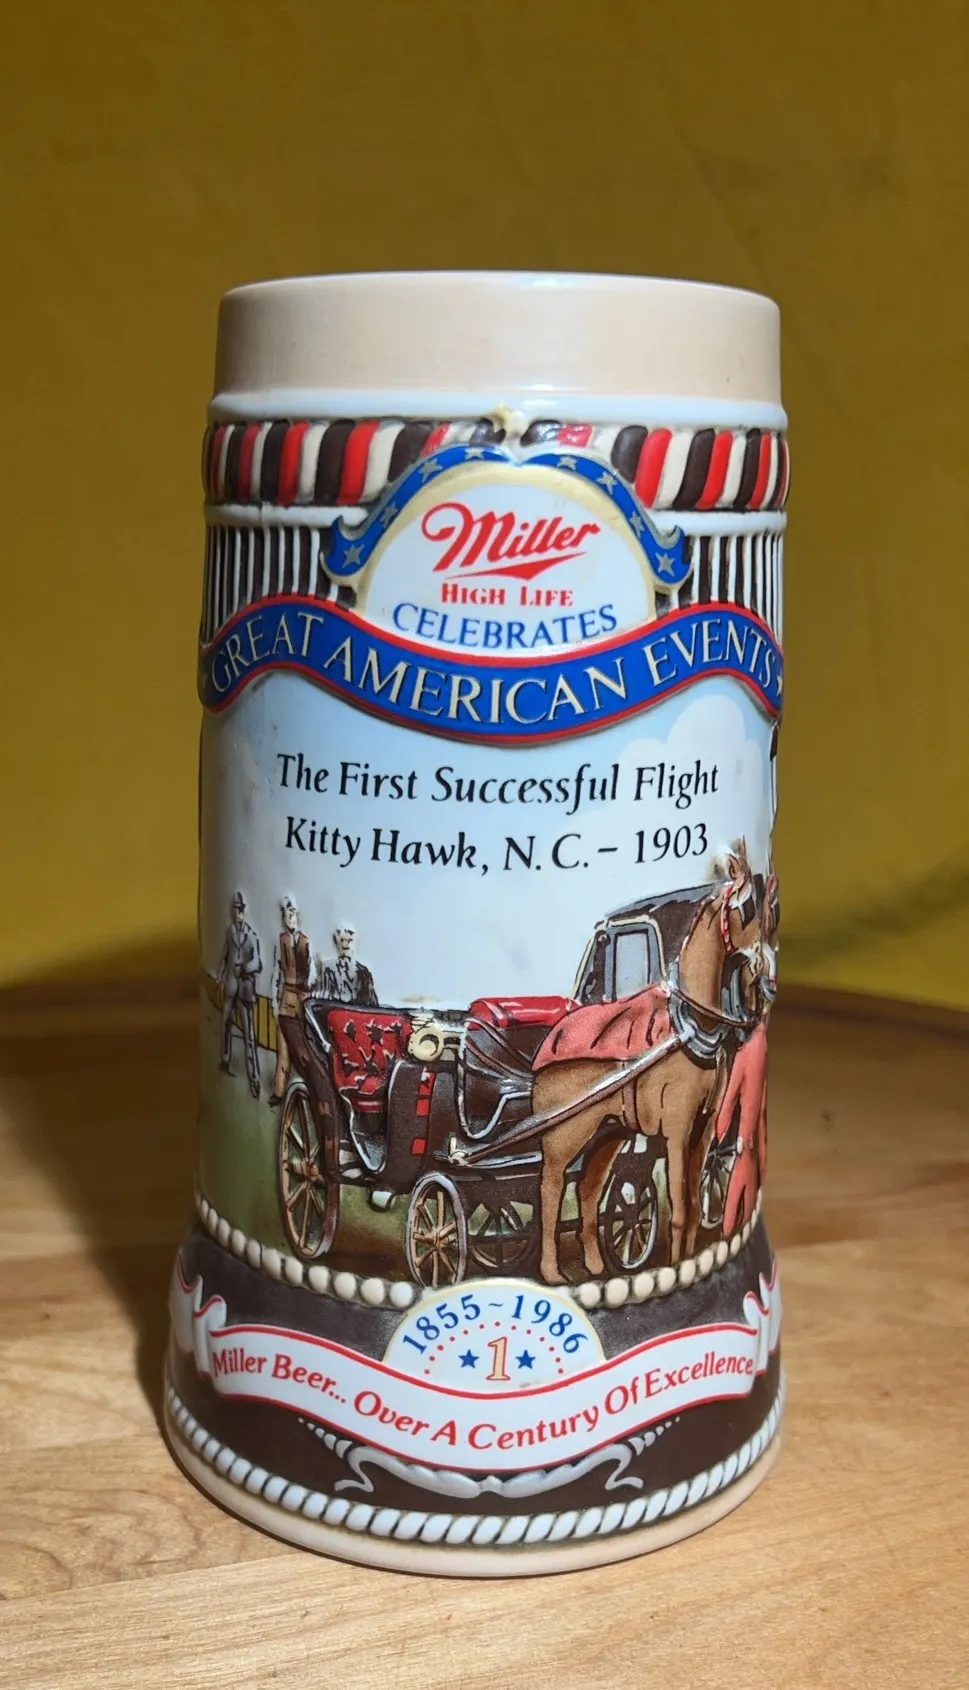 Miller
HIGH LIFE
CELEBRATES
GREAT AMERICAN EVENTS
The First Successful Flight
Kitty Hawk, N.C. – 1903
1855~1986
1
Miller Beer... Over A Century Of Excellence